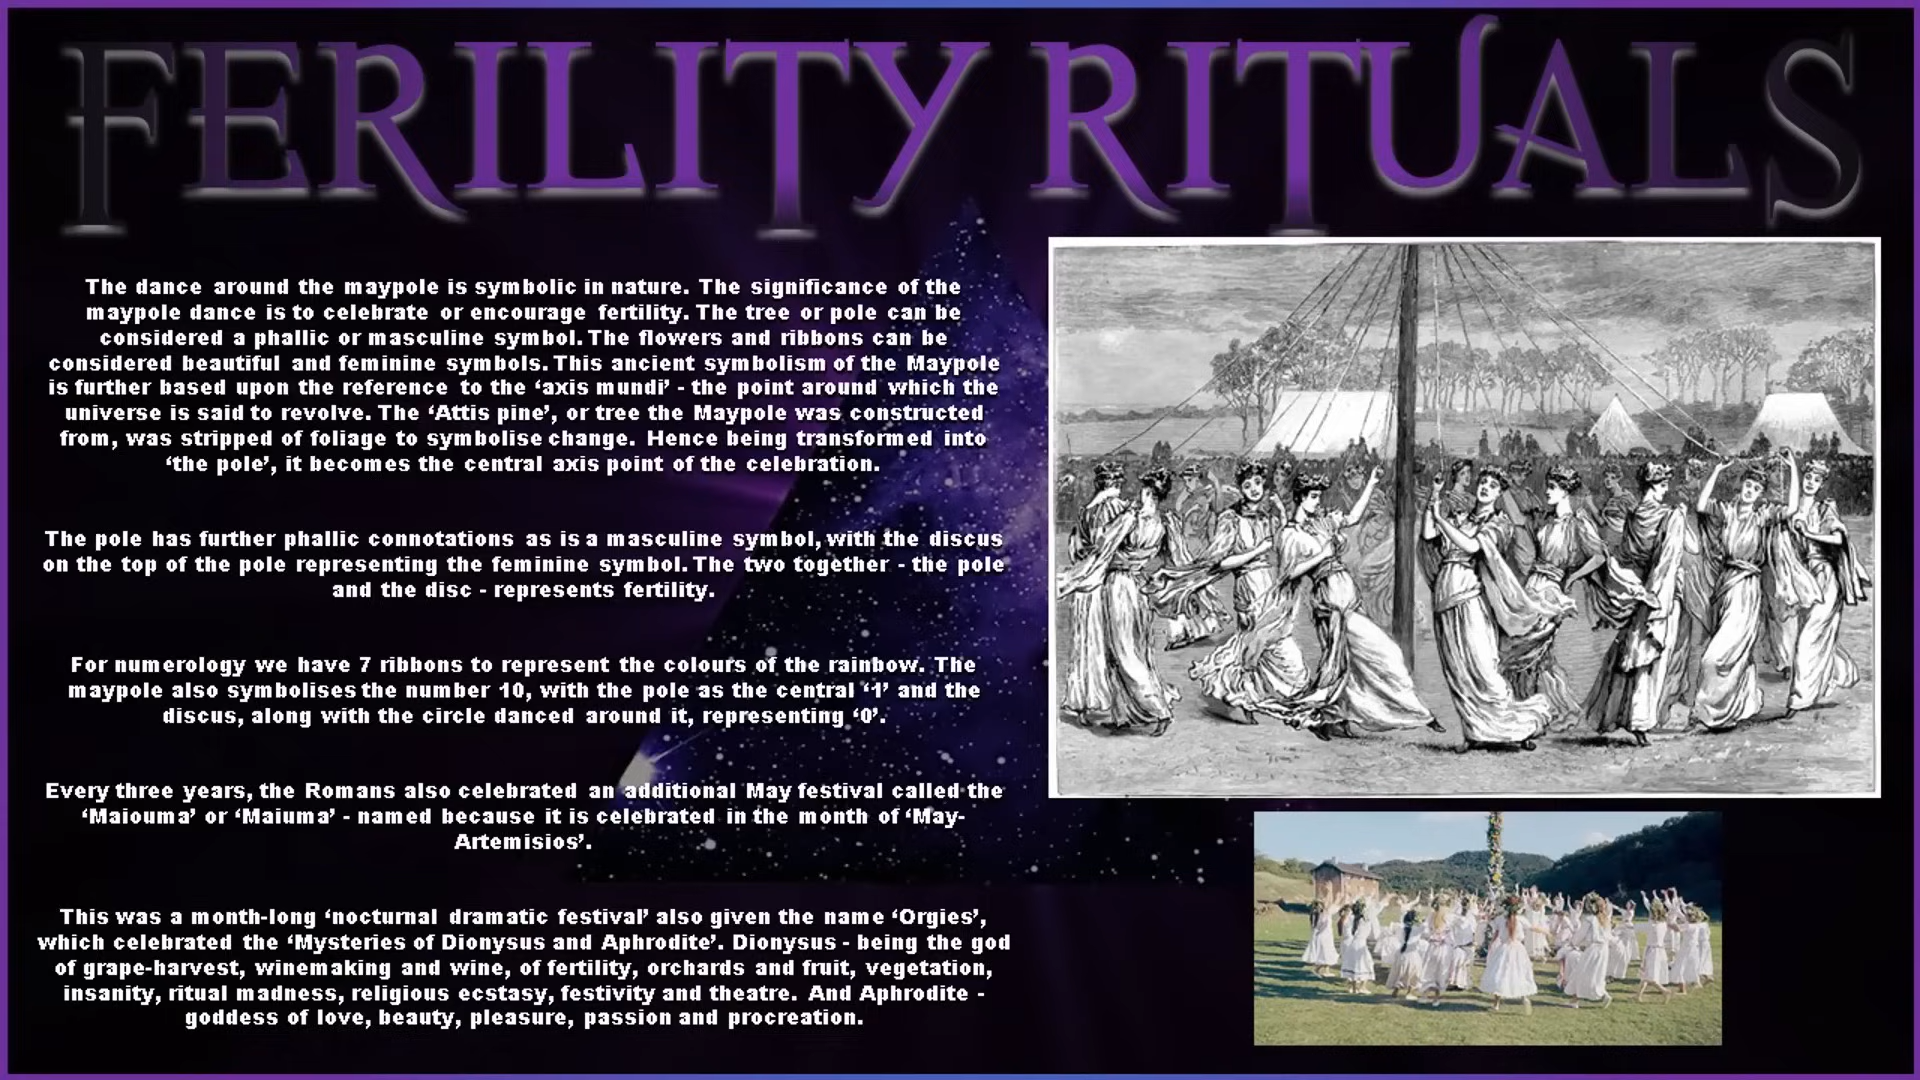 FERILITY RITUALS
The dance around the maypole is symbolic in nature. The significance of the
maypole dance is to celebrate or encourage fertility. The tree or pole can be
considered a phallic or masculine symbol. The flowers and ribbons can be
considered beautiful and feminine symbols. This ancient symbolism of the Maypole
is further based upon the reference to the ‘axis mundi’ - the point around which the
universe is said to revolve. The ‘Attis pine’, or tree the Maypole was constructed
from, was stripped of foliage to symbolise change. Hence being transformed into
‘the pole’, it becomes the central axis point of the celebration.
The pole has further phallic connotations as is a masculine symbol, with the discus
on the top of the pole representing the feminine symbol. The two together - the pole
and the disc - represents fertility.
For numerology we have 7 ribbons to represent the colours of the rainbow. The
maypole also symbolises the number 10, with the pole as the central ‘1’ and the
discus, along with the circle danced around it, representing ‘0’.
Every three years, the Romans also celebrated an additional May festival called the
‘Maiouma’ or ‘Maiuma’ - named because it is celebrated in the month of ‘May-
Artemisios’.
This was a month-long ‘nocturnal dramatic festival’ also given the name ‘Orgies’,
which celebrated the ‘Mysteries of Dionysus and Aphrodite’. Dionysus - being the god
of grape-harvest, winemaking and wine, of fertility, orchards and fruit, vegetation,
insanity, ritual madness, religious ecstasy, festivity and theatre. And Aphrodite -
goddess of love, beauty, pleasure, passion and procreation.